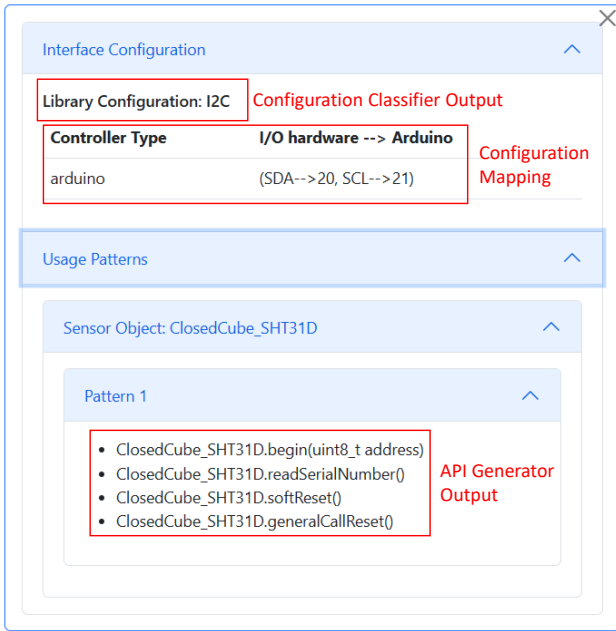 Interface Configuration
Library Configuration: I2C
Configuration Classifier Output
Controller Type I/O hardware --> Arduino
arduino (SDA-->20, SCL-->21)
Configuration
Mapping
Usage Patterns
Sensor Object: ClosedCube_SHT31D
Pattern 1
• ClosedCube_SHT31D.begin(uint8_t address)
• ClosedCube_SHT31D.readSerialNumber()
• ClosedCube_SHT31D.softReset()
• ClosedCube_SHT31D.generalCallReset()
API Generator
Output